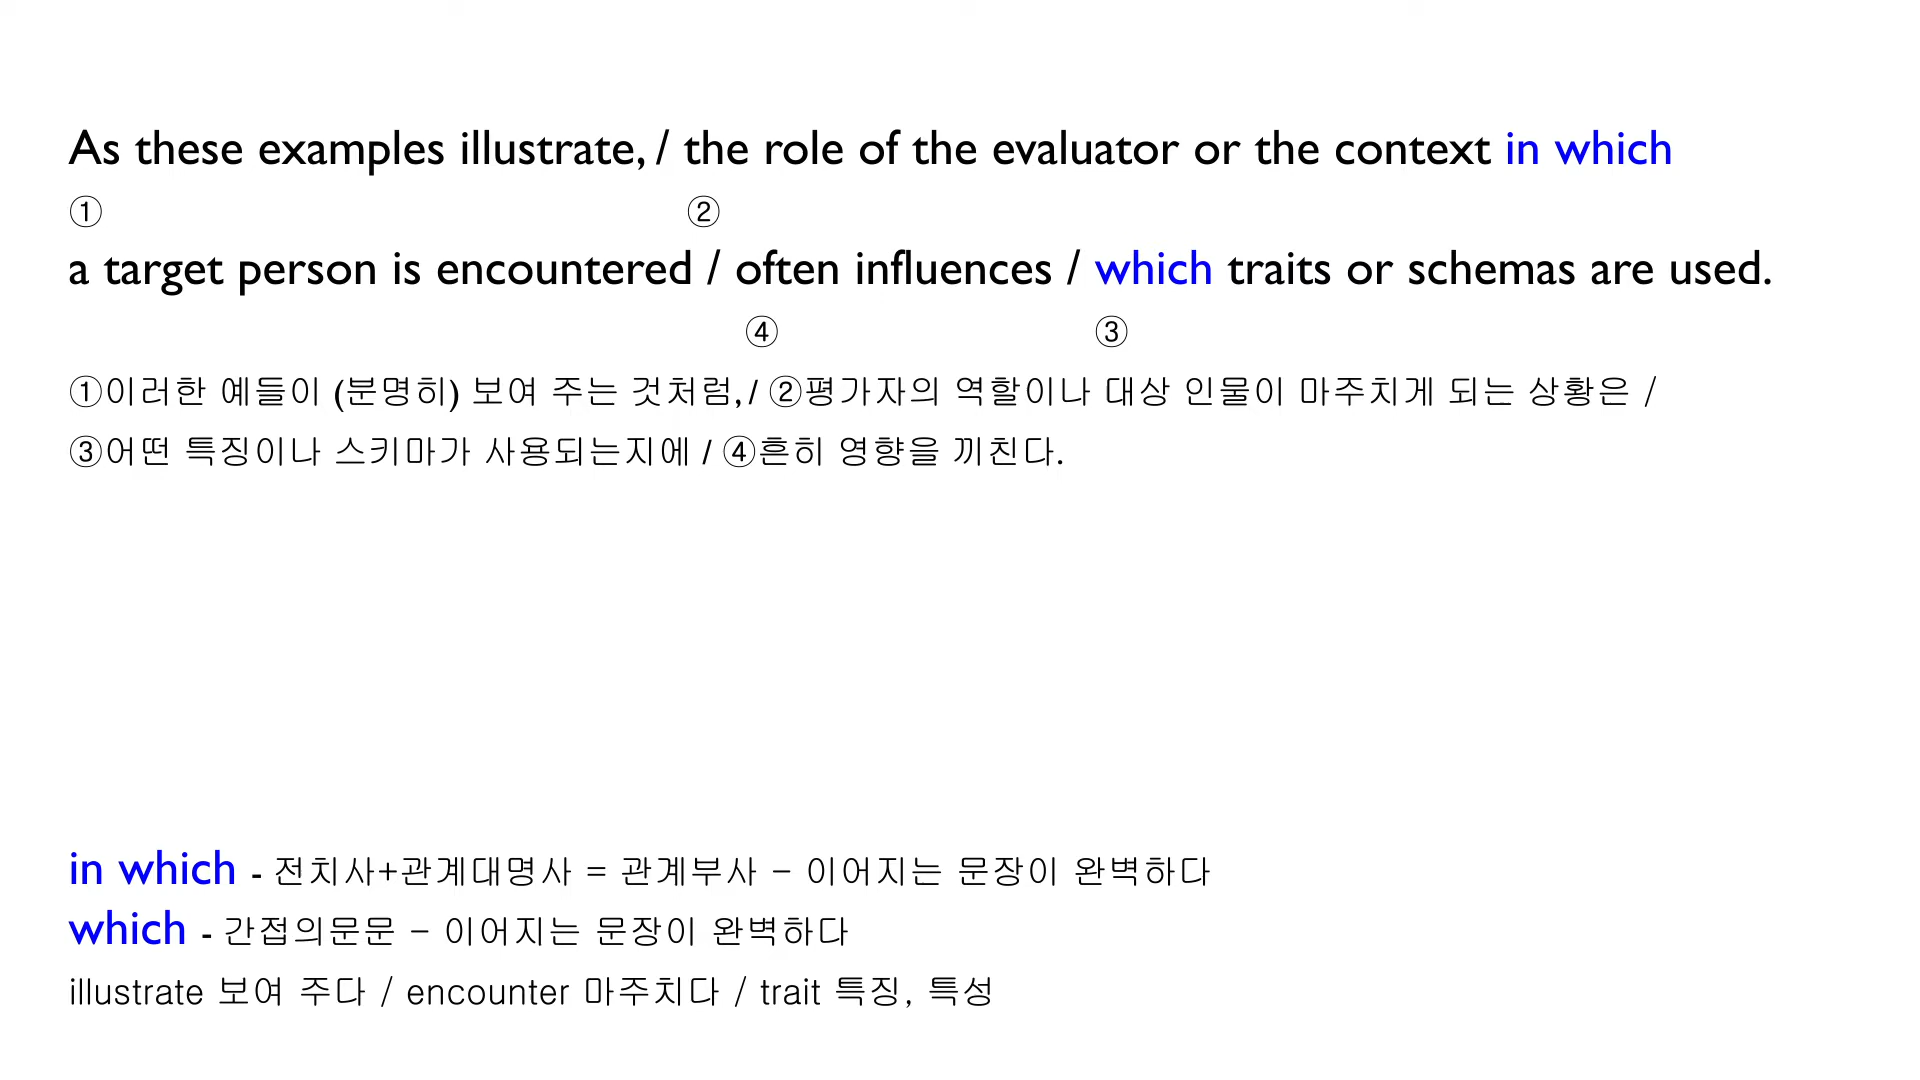 As these examples illustrate, / the role of the evaluator or the context in which
① ②
a target person is encountered / often influences / which traits or schemas are used.
④ ③
①이러한 예들이 (분명히) 보여 주는 것처럼, / ②평가자의 역할이나 대상 인물이 마주치게 되는 상황은 /
③어떤 특징이나 스키마가 사용되는지에 / ④흔히 영향을 끼친다.
in which - 전치사+관계대명사 = 관계부사 - 이어지는 문장이 완벽하다
which - 간접의문문 - 이어지는 문장이 완벽하다
illustrate 보여 주다 / encounter 마주치다 / trait 특징, 특성